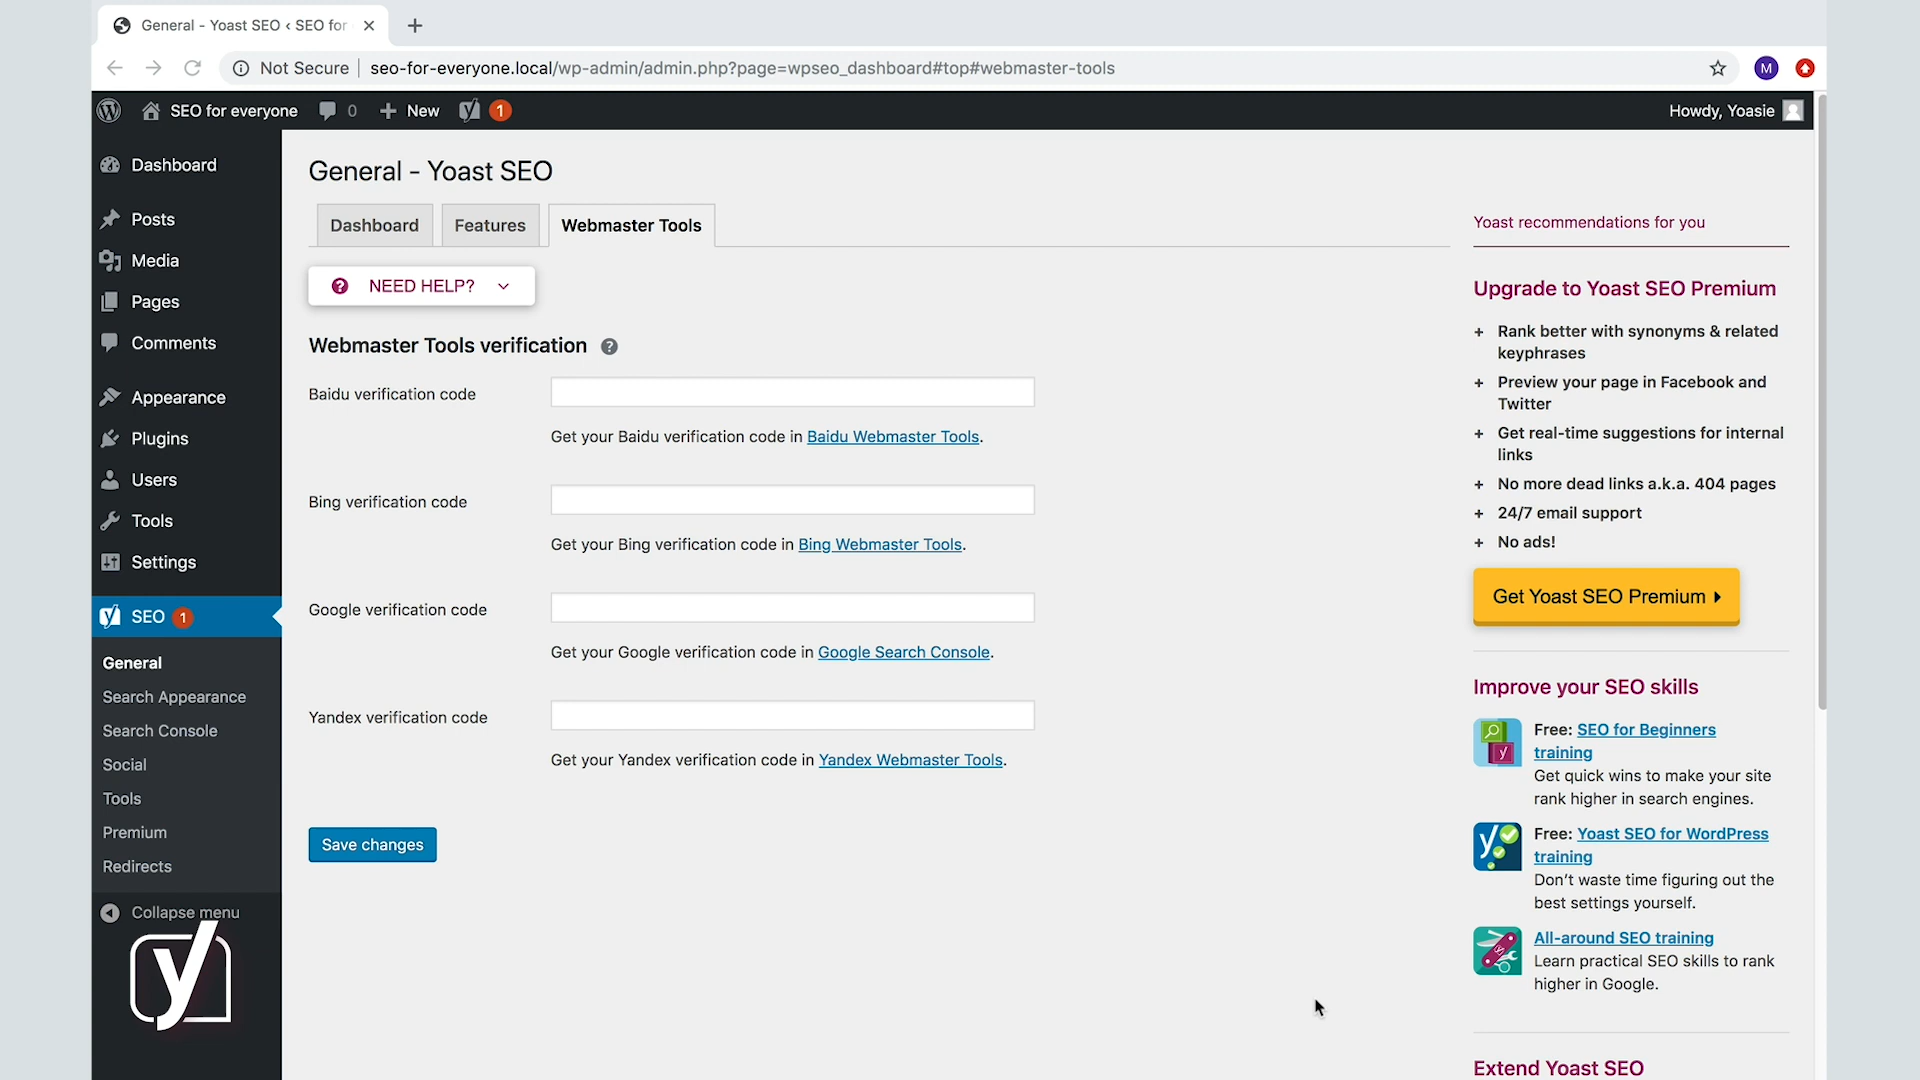 General - Yoast SEO ‹ SEO for
Not Secure
seo-for-everyone.local/wp-admin/admin.php?page=wpseo_dashboard#top#webmaster-tools
M
SEO for everyone
0
New
1
Howdy, Yoasie
Dashboard
Posts
Media
Pages
Comments
Appearance
Plugins
Users
Tools
Settings
SEO 1
General
Search Appearance
Search Console
Social
Tools
Premium
Redirects
Collapse menu
General - Yoast SEO
Dashboard
Features
Webmaster Tools
NEED HELP?
Webmaster Tools verification
Baidu verification code
Get your Baidu verification code in Baidu Webmaster Tools.
Bing verification code
Get your Bing verification code in Bing Webmaster Tools.
Google verification code
Get your Google verification code in Google Search Console.
Yandex verification code
Get your Yandex verification code in Yandex Webmaster Tools.
Save changes
Yoast recommendations for you
Upgrade to Yoast SEO Premium
+ Rank better with synonyms & related
keyphrases
+ Preview your page in Facebook and
Twitter
+ Get real-time suggestions for internal
links
+ No more dead links a.k.a. 404 pages
+ 24/7 email support
+ No ads!
Get Yoast SEO Premium
Improve your SEO skills
Free: SEO for Beginners
training
Get quick wins to make your site
rank higher in search engines.
Free: Yoast SEO for WordPress
training
Don't waste time figuring out the
best settings yourself.
All-around SEO training
Learn practical SEO skills to rank
higher in Google.
Extend Yoast SEO